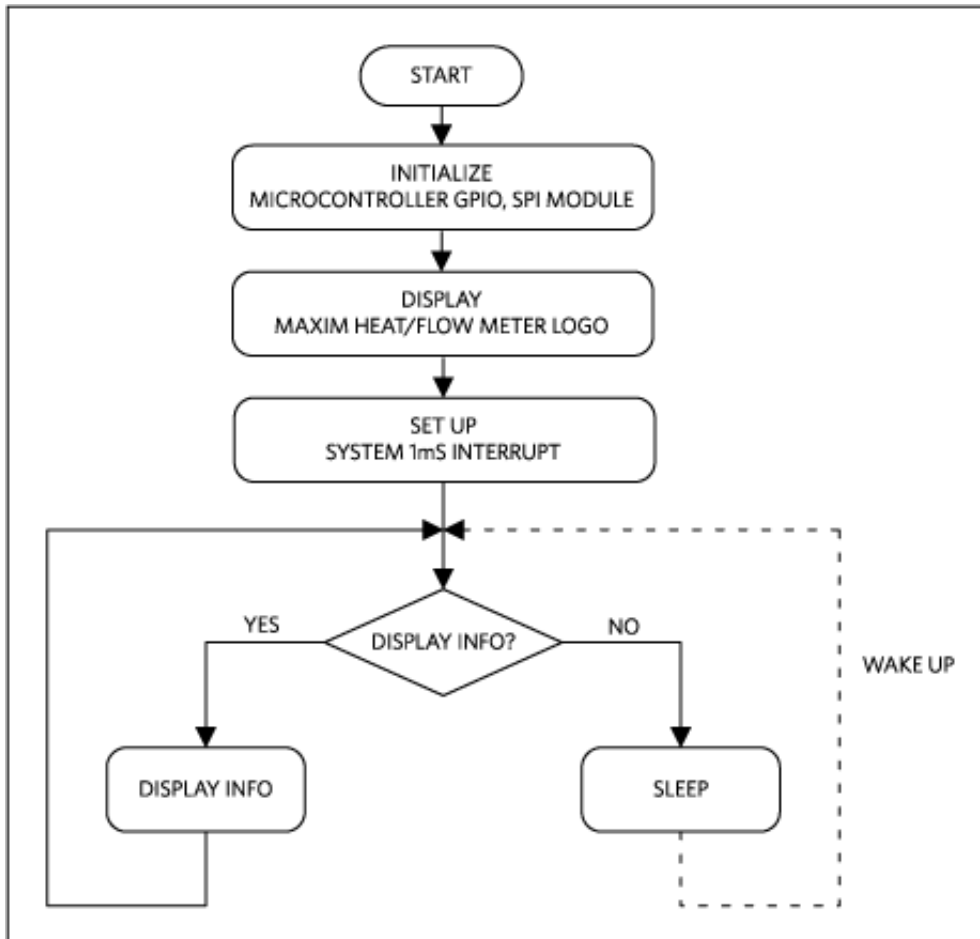 START
INITIALIZE
MICROCONTROLLER GPIO, SPI MODULE
DISPLAY
MAXIM HEAT/FLOW METER LOGO
SET UP
SYSTEM 1mS INTERRUPT
YES
DISPLAY INFO?
NO
WAKE UP
DISPLAY INFO
SLEEP